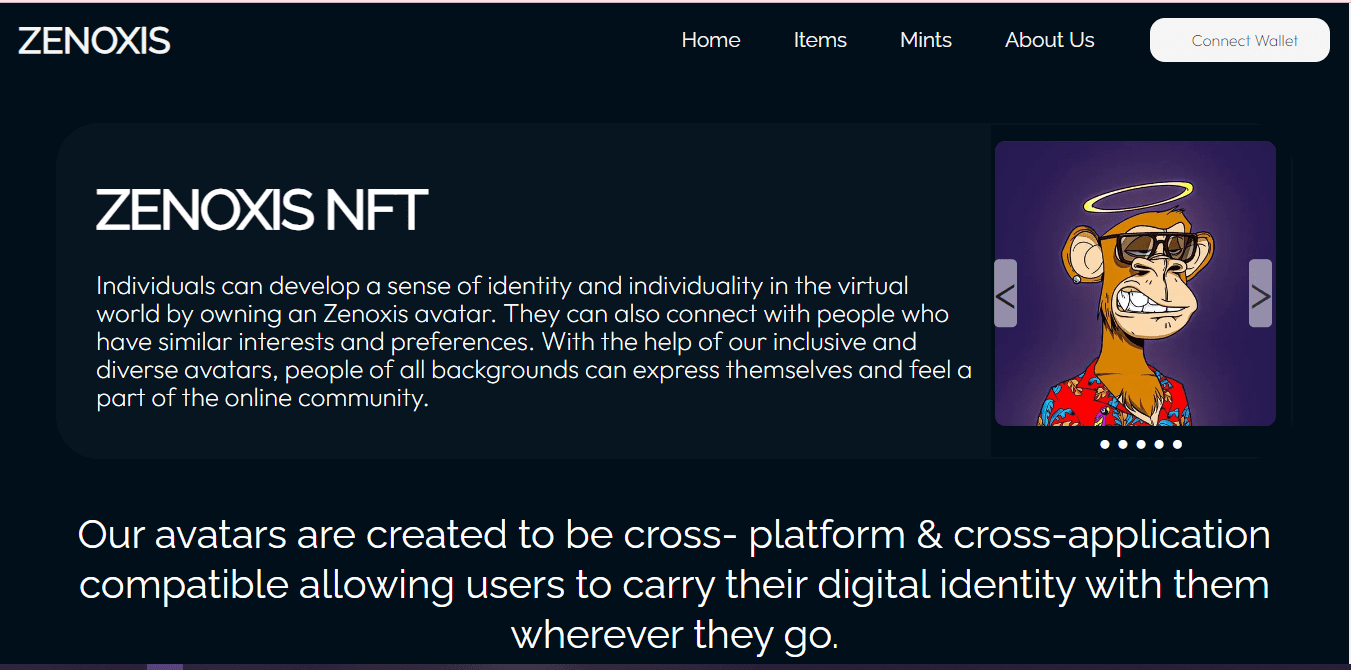 ZENOXIS
Home
Items
Mints
About Us
Connect Wallet
ZENOXIS NFT
Individuals can develop a sense of identity and individuality in the virtual
world by owning an Zenoxis avatar. They can also connect with people who
have similar interests and preferences. With the help of our inclusive and
diverse avatars, people of all backgrounds can express themselves and feel a
part of the online community.
<
>
Our avatars are created to be cross- platform & cross-application
compatible allowing users to carry their digital identity with them
wherever they go.